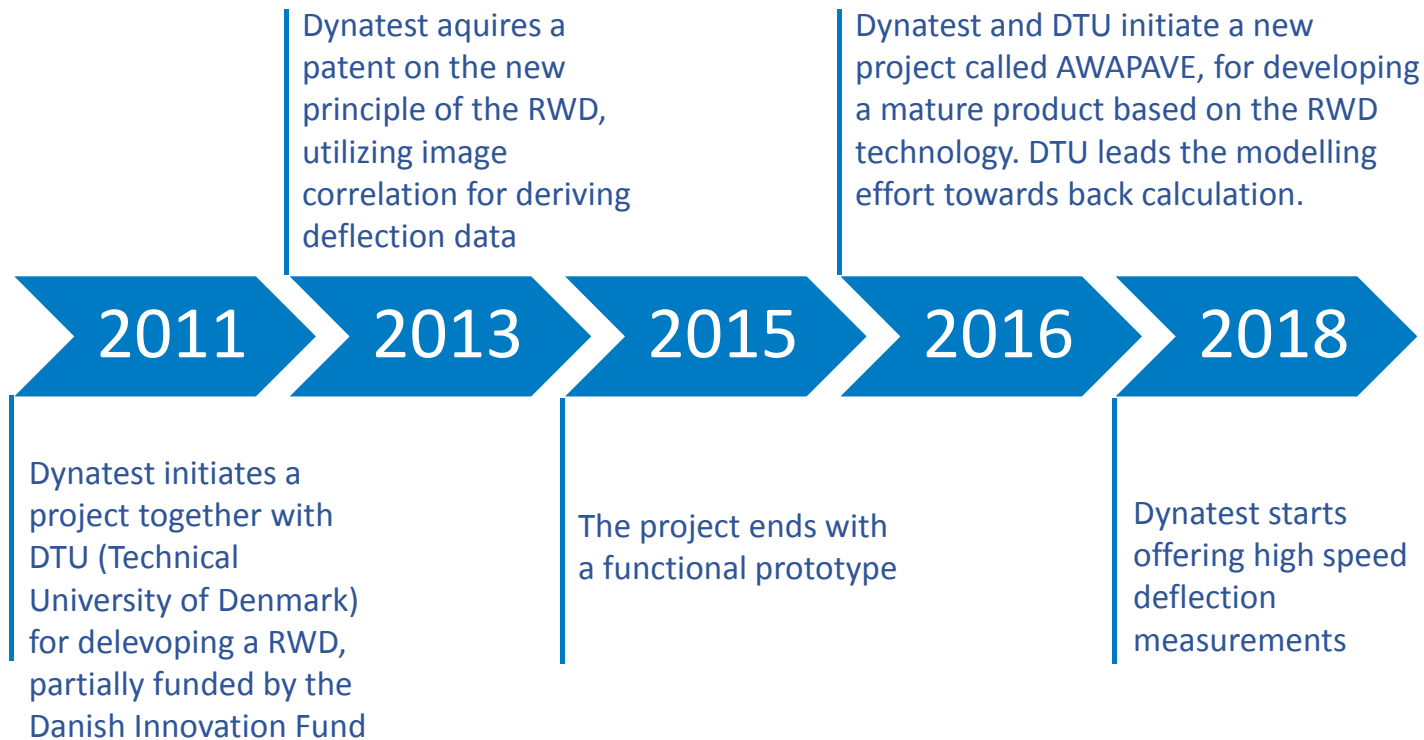 Dynatest aquires a
patent on the new
principle of the RWD,
utilizing image
correlation for deriving
deflection data
Dynatest and DTU initiate a new
project called AWAPAVE, for developing
a mature product based on the RWD
technology. DTU leads the modelling
effort towards back calculation.
2011
2013
2015
2016
2018
Dynatest initiates a
project together with
DTU (Technical
University of Denmark)
for delevoping a RWD,
partially funded by the
Danish Innovation Fund
The project ends with
a functional prototype
Dynatest starts
offering high speed
deflection
measurements